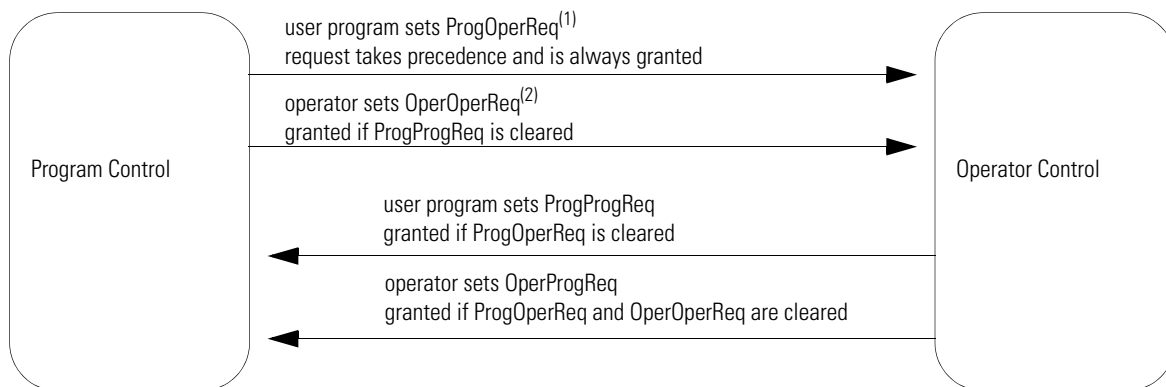 user program sets ProgOperReq(1)
request takes precedence and is always granted
operator sets OperOperReq(2)
granted if ProgProgReq is cleared
Program Control
Operator Control
user program sets ProgProgReq
granted if ProgOperReq is cleared
operator sets OperProgReq
granted if ProgOperReq and OperOperReq are cleared